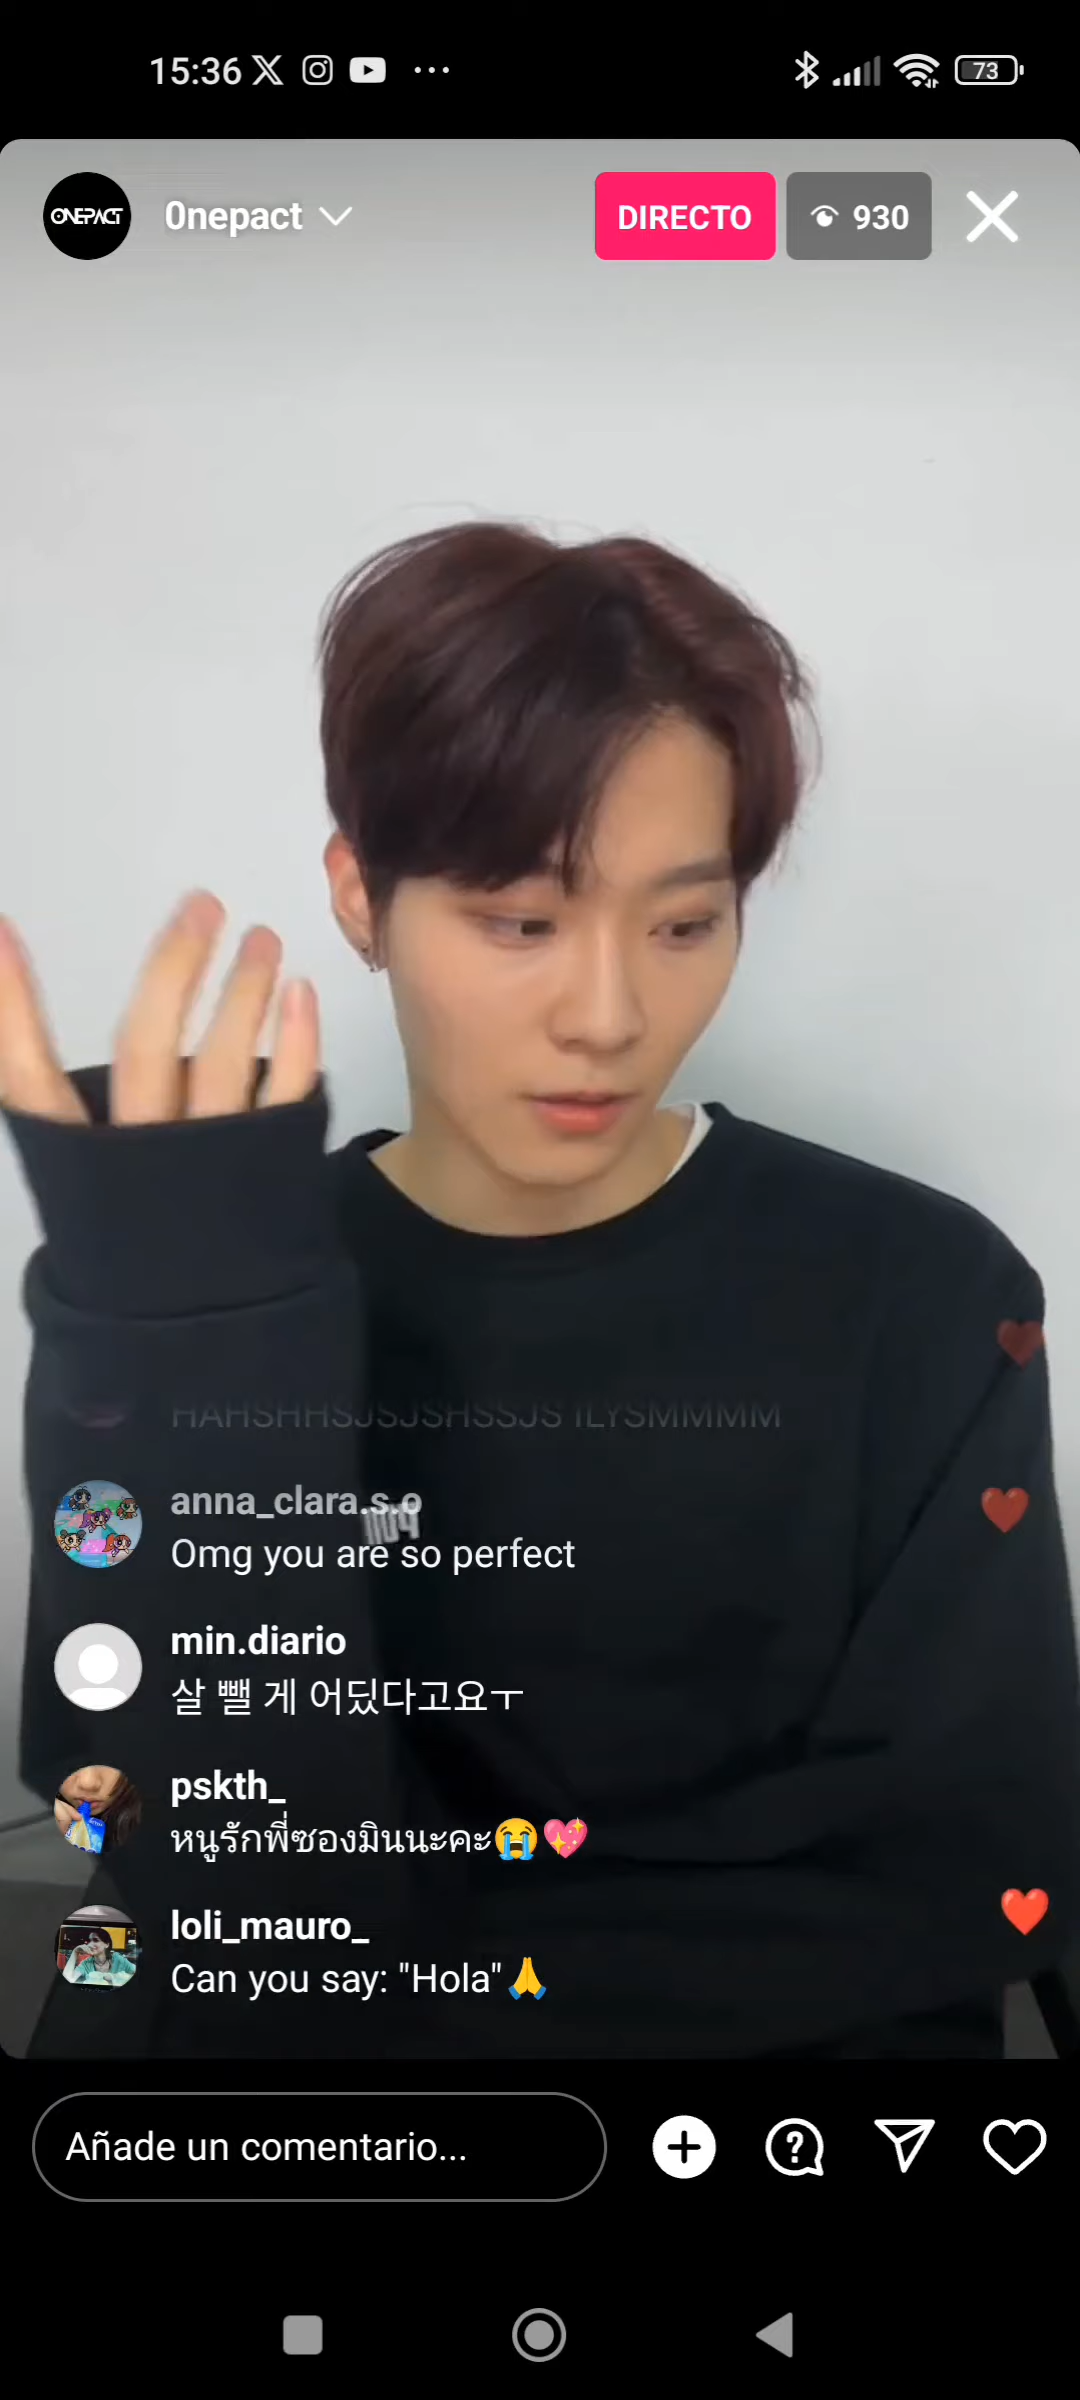 15:36
73
ONEPACT
0nepact
DIRECTO
930
HAHSHHSJSJSHSSJS ILYSMMMM
anna_clara.s.o
Omg you are so perfect
min.diario
살 뺄 게 어딨다고요ㅜ
pskth_
หนูรักพี่ซองมินนะคะ😭💖
loli_mauro_
Can you say: "Hola"🙏
Añade un comentario...